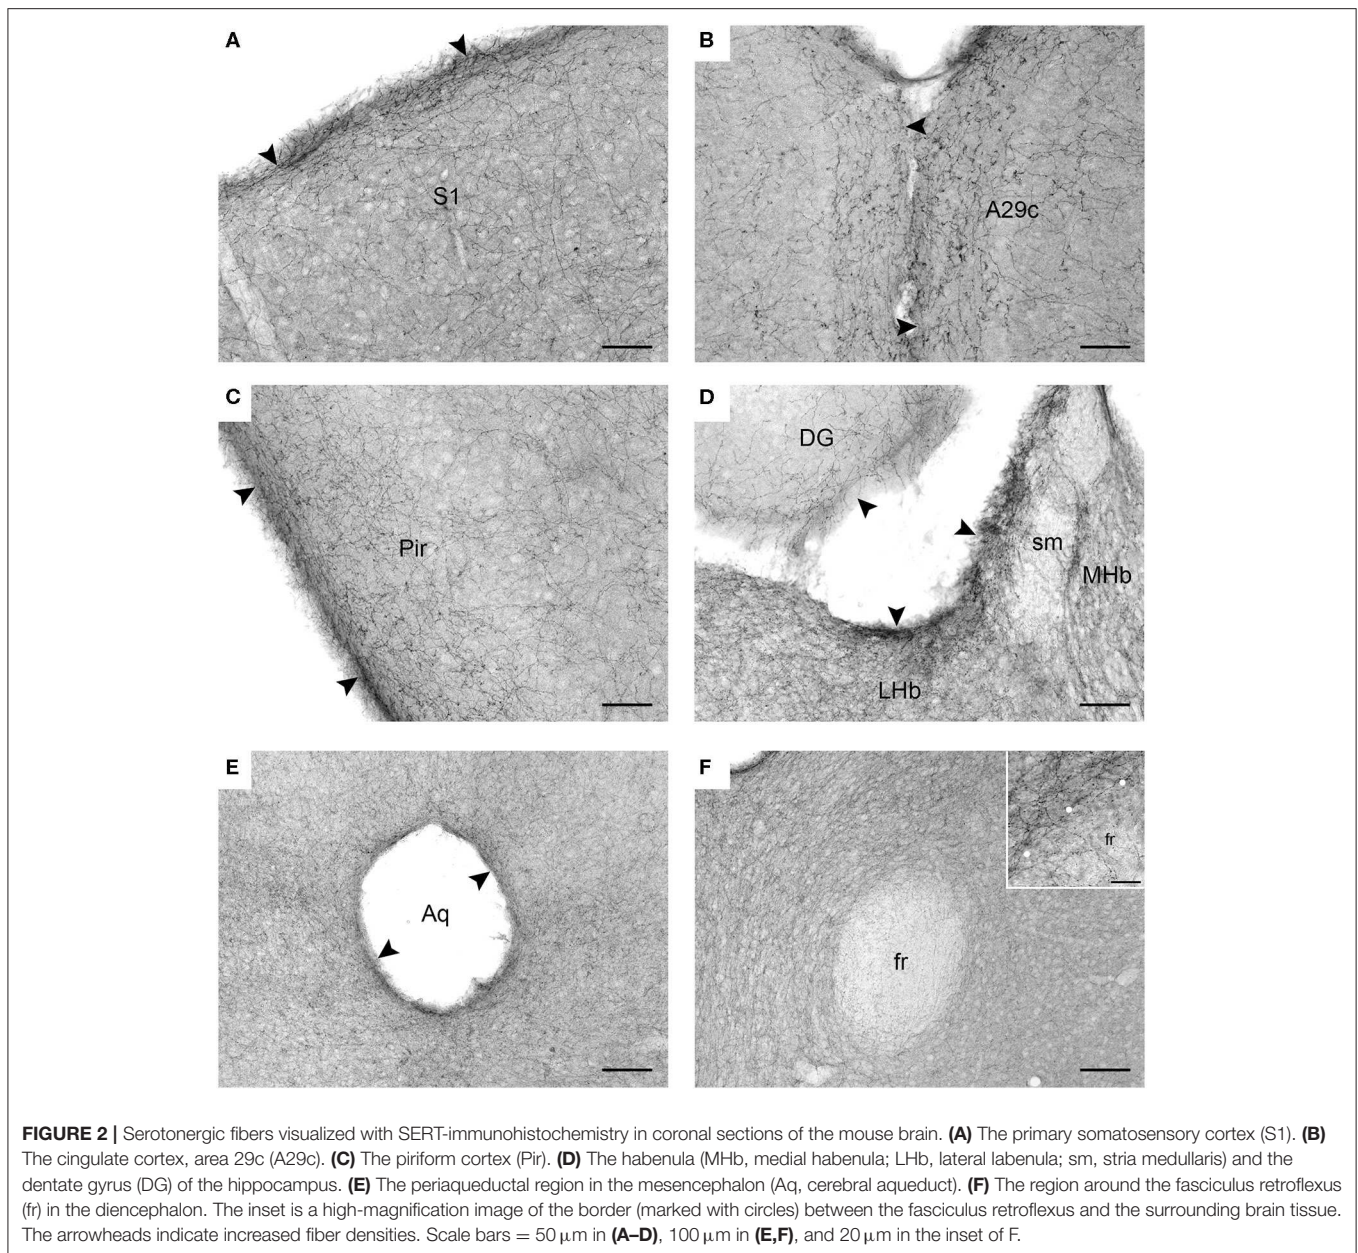 A
S1
B
A29c
C
Pir
D
DG
sm
MHb
LHb
E
Aq
F
fr
fr
FIGURE 2 | Serotonergic fibers visualized with SERT-immunohistochemistry in coronal sections of the mouse brain. (A) The primary somatosensory cortex (S1). (B)
The cingulate cortex, area 29c (A29c). (C) The piriform cortex (Pir). (D) The habenula (MHb, medial habenula; LHb, lateral labenula; sm, stria medullaris) and the
dentate gyrus (DG) of the hippocampus. (E) The periaqueductal region in the mesencephalon (Aq, cerebral aqueduct). (F) The region around the fasciculus retroflexus
(fr) in the diencephalon. The inset is a high-magnification image of the border (marked with circles) between the fasciculus retroflexus and the surrounding brain tissue.
The arrowheads indicate increased fiber densities. Scale bars = 50 μm in (A–D), 100 μm in (E,F), and 20 μm in the inset of F.